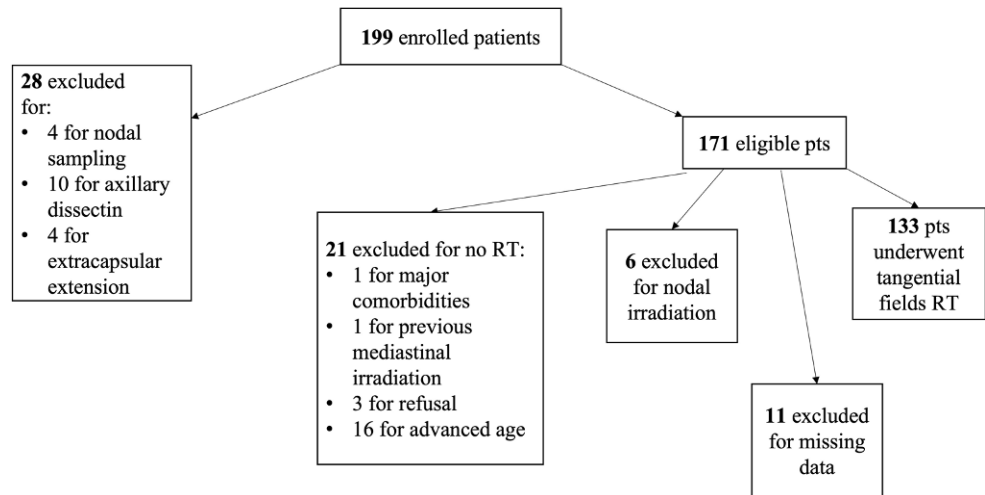 199 enrolled patients
28 excluded
for:
• 4 for nodal
sampling
• 10 for axillary
dissectin
• 4 for
extracapsular
extension
171 eligible pts
21 excluded for no RT:
• 1 for major
comorbidities
• 1 for previous
mediastinal
irradiation
• 3 for refusal
• 16 for advanced age
6 excluded
for nodal
irradiation
133 pts
underwent
tangential
fields RT
11 excluded
for missing
data